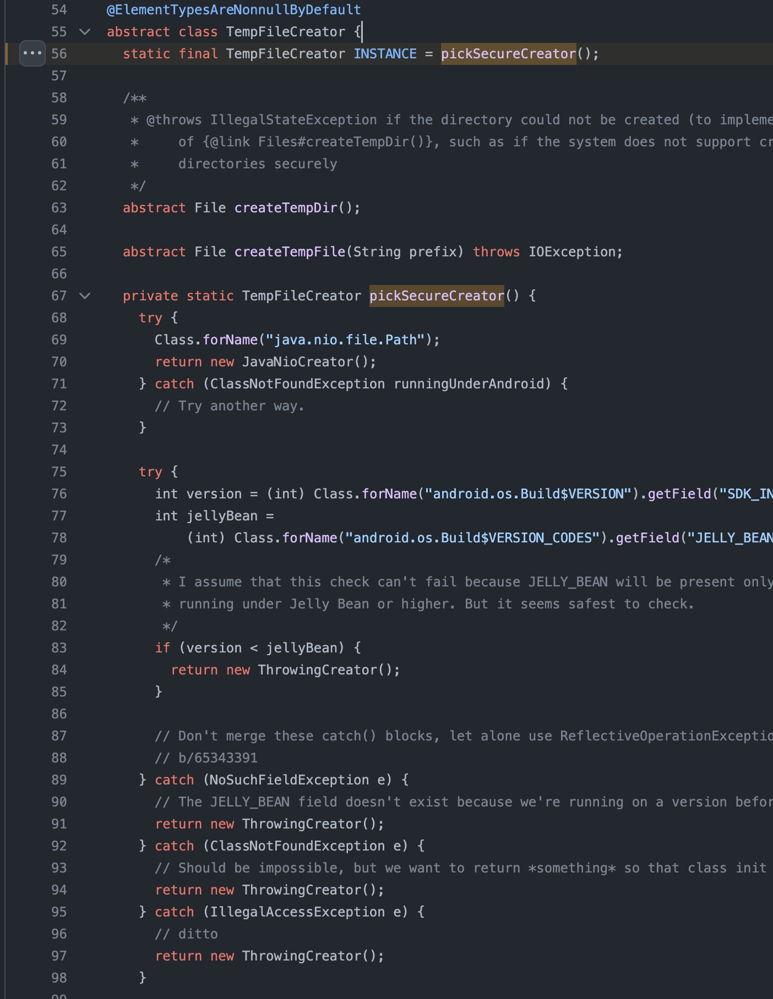 54 @ElementTypesAreNonnullByDefault
55 abstract class TempFileCreator {
56 static final TempFileCreator INSTANCE = pickSecureCreator();
57
58 /**
59 * @throws IllegalStateException if the directory could not be created (to impleme
60 * of {@link Files#createTempDir()}, such as if the system does not support cr
61 * directories securely
62 */
63 abstract File createTempDir();
64
65 abstract File createTempFile(String prefix) throws IOException;
66
67 private static TempFileCreator pickSecureCreator() {
68 try {
69 Class.forName("java.nio.file.Path");
70 return new JavaNioCreator();
71 } catch (ClassNotFoundException runningUnderAndroid) {
72 // Try another way.
73 }
74
75 try {
76 int version = (int) Class.forName("android.os.Build$VERSION").getField("SDK_IN
77 int jellyBean =
78 (int) Class.forName("android.os.Build$VERSION_CODES").getField("JELLY_BEAN
79 /*
80 * I assume that this check can't fail because JELLY_BEAN will be present only
81 * running under Jelly Bean or higher. But it seems safest to check.
82 */
83 if (version < jellyBean) {
84 return new ThrowingCreator();
85 }
86
87 // Don't merge these catch() blocks, let alone use ReflectiveOperationExceptio
88 // b/65343391
89 } catch (NoSuchFieldException e) {
90 // The JELLY_BEAN field doesn't exist because we're running on a version befor
91 return new ThrowingCreator();
92 } catch (ClassNotFoundException e) {
93 // Should be impossible, but we want to return *something* so that class init
94 return new ThrowingCreator();
95 } catch (IllegalAccessException e) {
96 // ditto
97 return new ThrowingCreator();
98 }